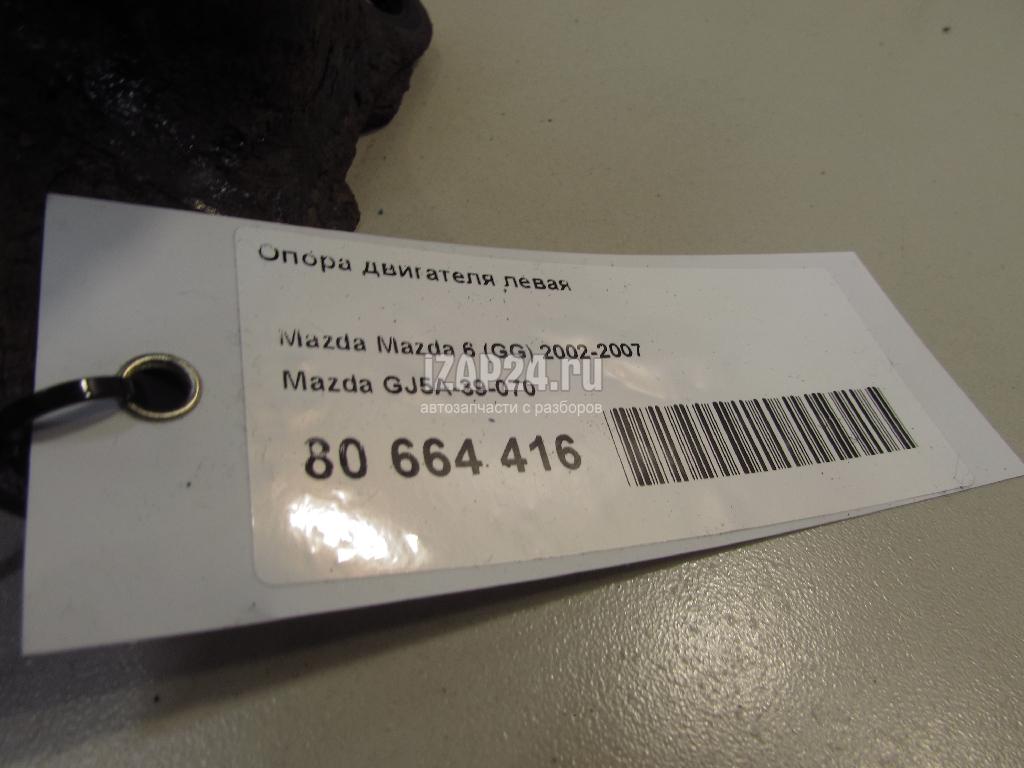 Опора двигателя левая
Mazda Mazda 6 (GG) 2002-2007
iZAP24.ru
Mazda GJ5A-39-070
автозапчасти с разборов
80 664 416